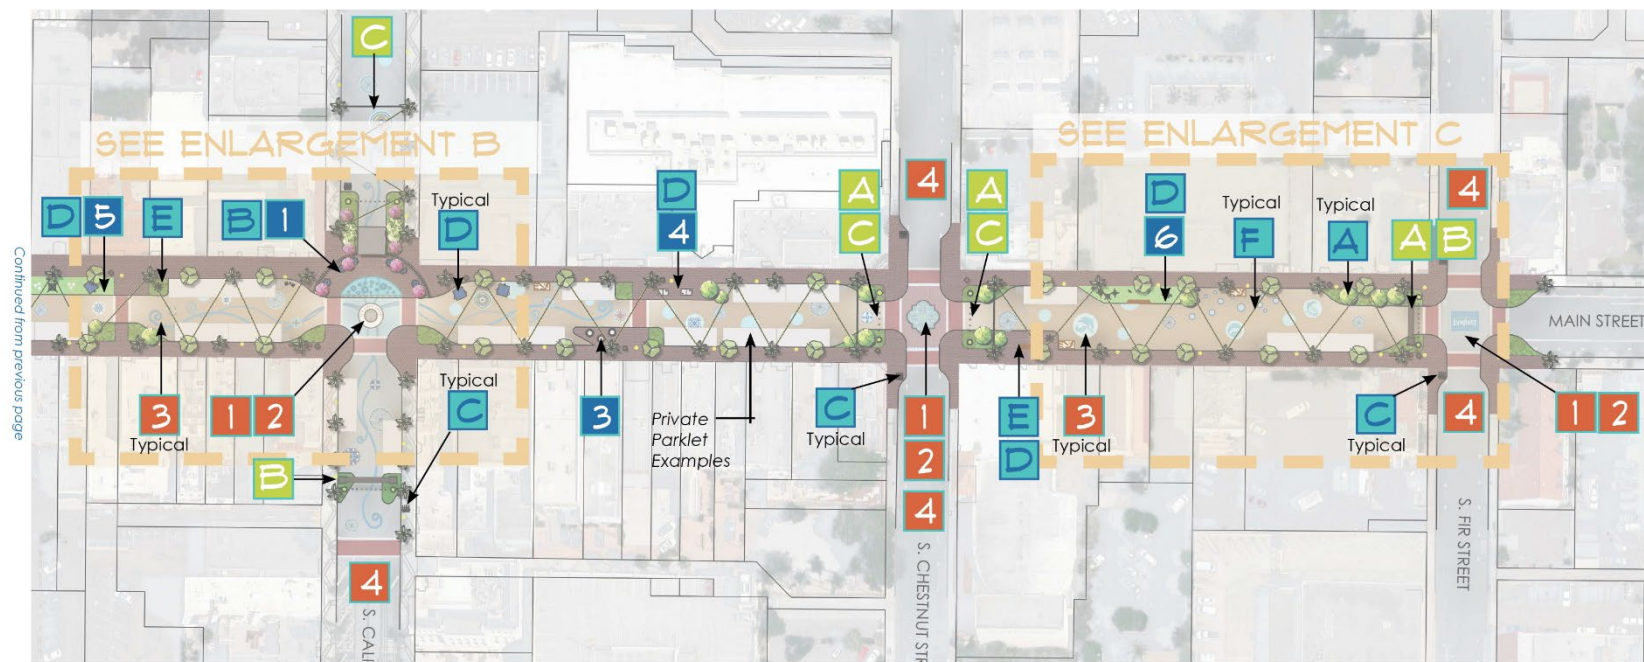 C
SEE ENLARGEMENT B
SEE ENLARGEMENT C
D 5
E
B 1
Typical
D
D
4
A
C
4
A
C
D
6
Typical
F
Typical
A
A B
4
Continued from previous page
MAIN STREET
3
Typical
1 2
Typical
C
3
Private
Parklet
Examples
C
Typical
1
2
4
E
D
3
Typical
C
Typical
4
1 2
B
4
S. CALI
S. CHESTNUT STR
S. FIR STREET